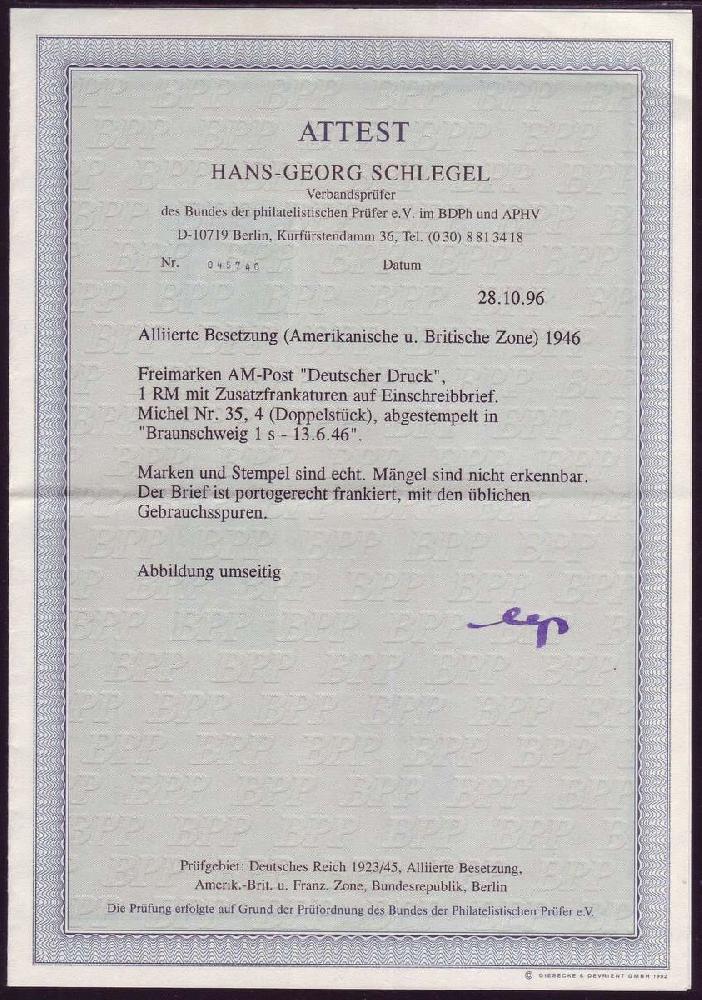 ATTEST
HANS-GEORG SCHLEGEL
Verbandsprüfer
des Bundes der philatelistischen Prüfer e.V. im BDPh und APHV
D-10719 Berlin, Kurfürstendamm 36, Tel. (030) 8 81 34 18
Nr. Datum
28.10.96
Alliierte Besetzung (Amerikanische u. Britische Zone) 1946
Freimarken AM-Post "Deutscher Druck",
1 RM mit Zusatzfrankaturen auf Einschreibbrief.
Michel Nr. 35, 4 (Doppelstück), abgestempelt in
"Braunschweig 1 s - 13.6.46".
Marken und Stempel sind echt. Mängel sind nicht erkennbar.
Der Brief ist portogerecht frankiert, mit den üblichen
Gebrauchsspuren.
Abbildung umseitig
Prüfgebiet: Deutsches Reich 1923/45, Alliierte Besetzung,
Amerik.-Brit. u. Franz. Zone, Bundesrepublik, Berlin
Die Prüfung erfolgte auf Grund der Prüfordnung des Bundes der Philatelistischen Prüfer e.V.
© GIESECKE & DEVRIENT GMBH 1992